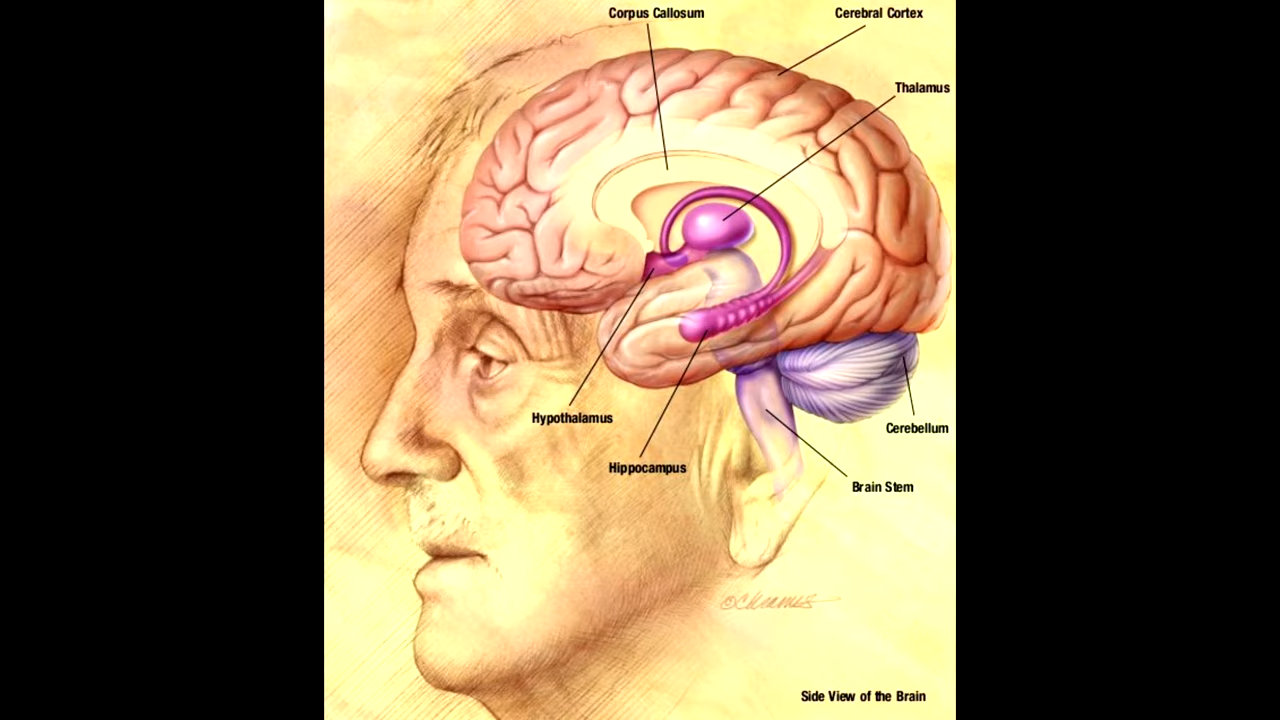 Corpus Callosum
Cerebral Cortex
Thalamus
Hypothalamus
Cerebellum
Hippocampus
Brain Stem
Side View of the Brain